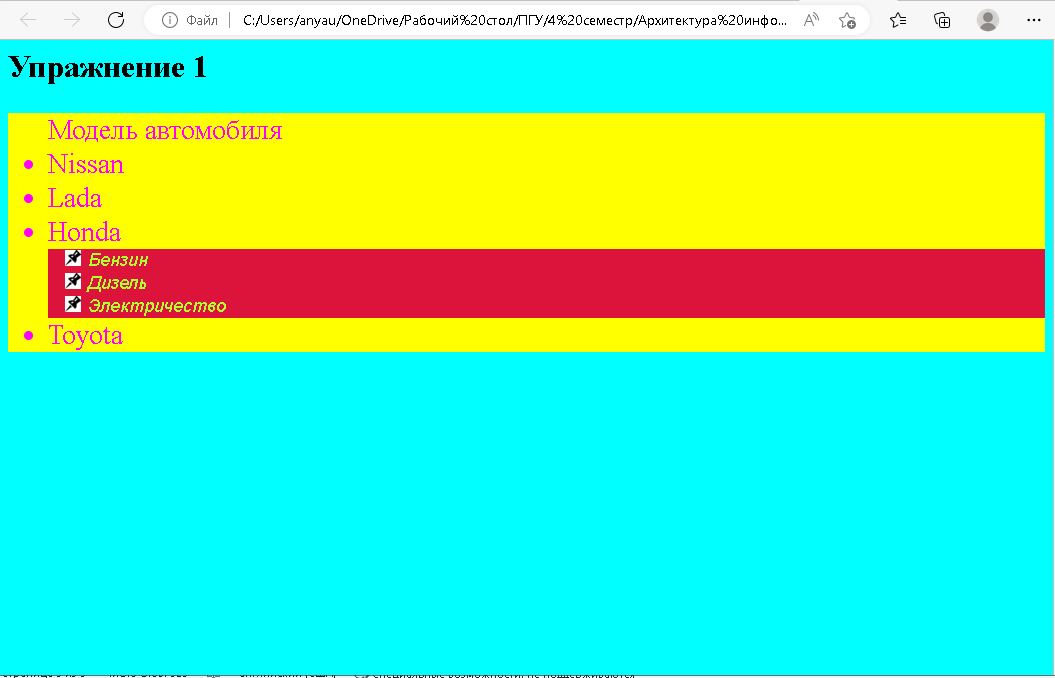 Файл C:/Users/anyau/OneDrive/Рабочий%20стол/ПГУ/4%20семестр/Архитектура%20инфо...
Упражнение 1
Модель автомобиля
Nissan
Lada
Honda
Бензин
Дизель
Электричество
Toyota